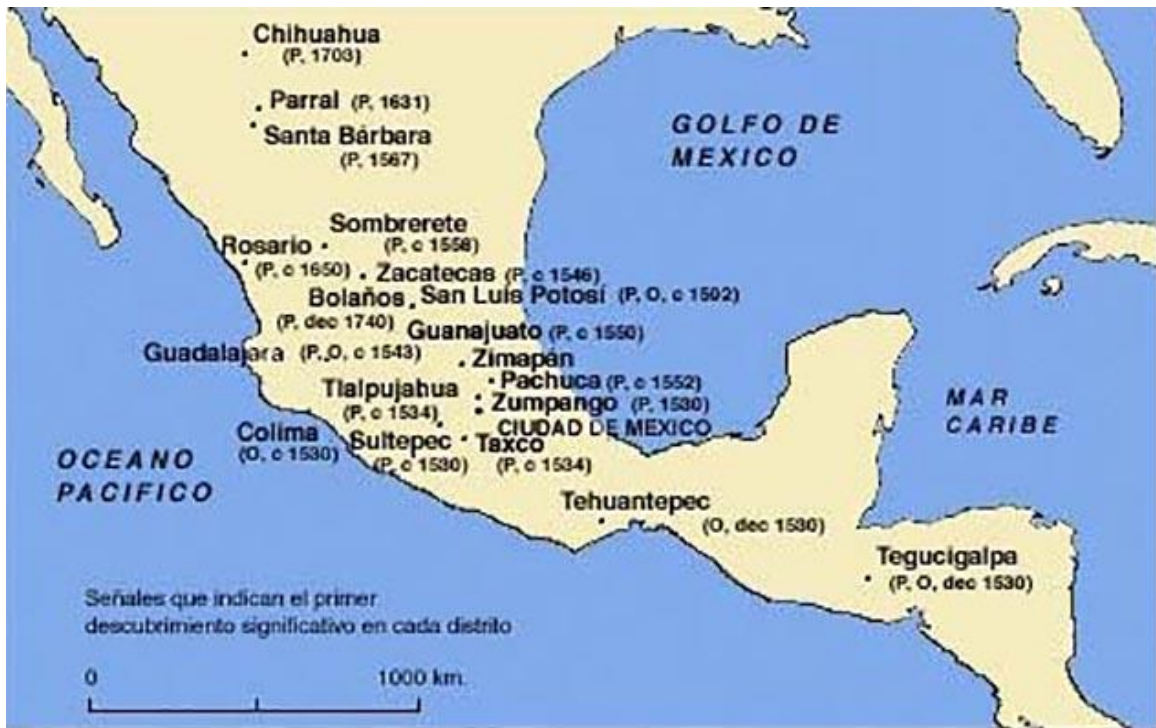 Chihuahua
(P, 1703)
Parral (P, 1631)
Santa Bárbara
(P, 1567)
GOLFO DE
MEXICO
Sombrerete
(P, c 1558)
Rosario
(P, c 1650)
Zacatecas (P, c 1546)
Bolaños
(P, dec 1740)
San Luis Potosí (P, O, c 1592)
Guanajuato (P, c 1550)
Guadalajara (P, O, c 1543)
Zimapán
Pachuca (P, c 1552)
Tlalpujahua
(P, c 1534)
Zumpango (P, 1530)
CIUDAD DE MEXICO
MAR
CARIBE
Colima
(O, c 1530)
Sultepec
(P, c 1530)
Taxco
(P, c 1534)
OCEANO
PACIFICO
Tehuantepec
(O, dec 1530)
Tegucigalpa
(P, O, dec 1530)
Señales que indican el primer
descubrimiento significativo en cada distrito
0 1000 km.